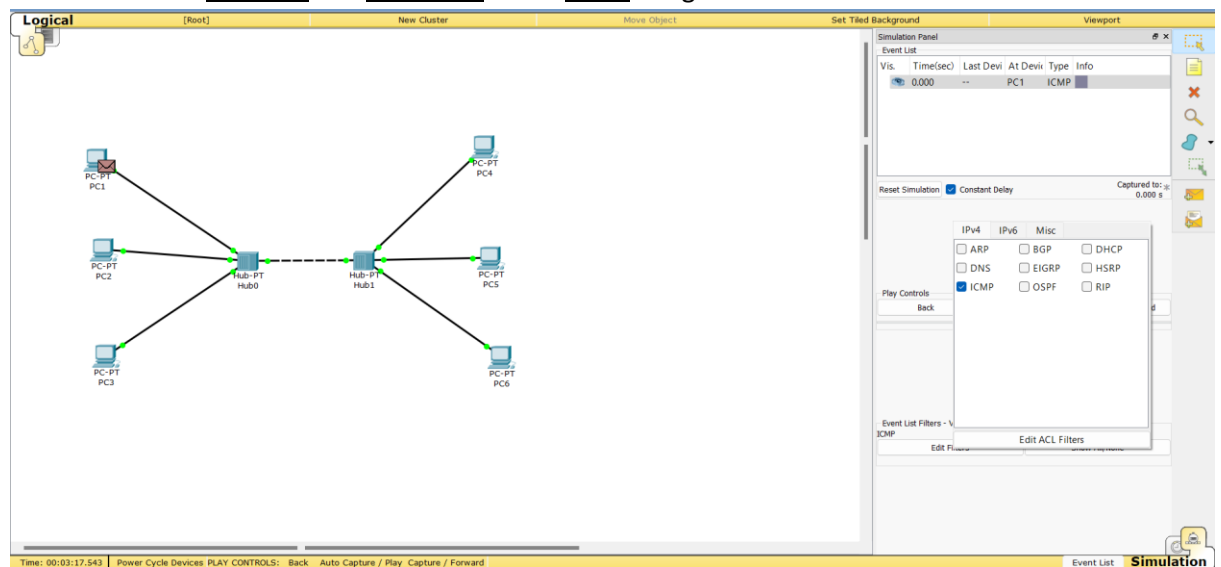 Logical [Root] New Cluster Move Object Set Tiled Background Viewport
Simulation Panel
Event List
Vis. Time(sec) Last Devi At Device Type Info
0.000 -- PC1 ICMP
PC-PT
PC1
PC-PT
PC4
Reset Simulation Constant Delay Captured to:
0.000 s
PC-PT
PC2
Hub-PT
Hub0
Hub-PT
Hub1
PC-PT
PC5
IPv4 IPv6 Misc
ARP BGP DHCP
DNS EIGRP HSRP
ICMP OSPF RIP
Play Controls
Back
PC-PT
PC3
PC-PT
PC6
Event List Filters - V
ICMP
Edit ACL Filters
Time: 00:03:17.543 Power Cycle Devices PLAY CONTROLS: Back Auto Capture / Play Capture / Forward Event List Simulation